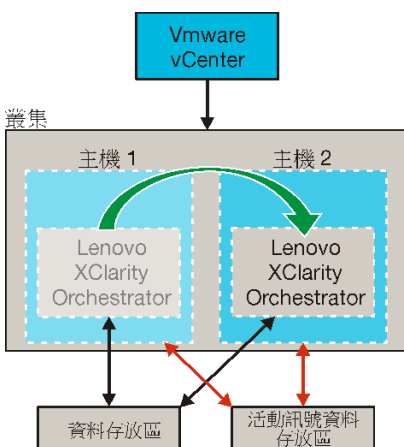 Vmware
vCenter
叢集
主機 1
主機 2
Lenovo
XClarity
Orchestrator
Lenovo
XClarity
Orchestrator
資料存放區
活動訊號資料
存放區